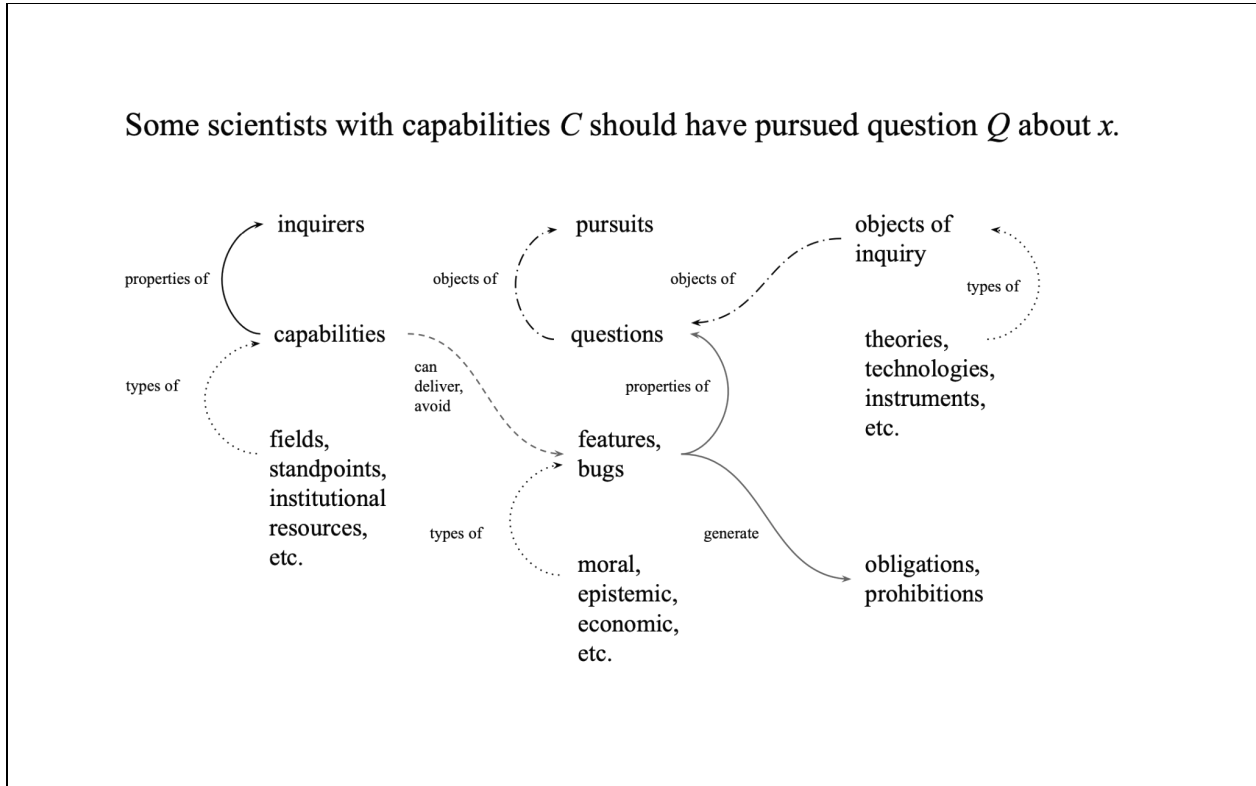 Some scientists with capabilities C should have pursued question Q about x.
inquirers
pursuits
objects of
inquiry
properties of
objects of
objects of
types of
capabilities
questions
theories,
technologies,
instruments,
etc.
can
deliver,
avoid
types of
properties of
fields,
standpoints,
institutional
resources,
etc.
features,
bugs
types of
generate
moral,
epistemic,
economic,
etc.
obligations,
prohibitions